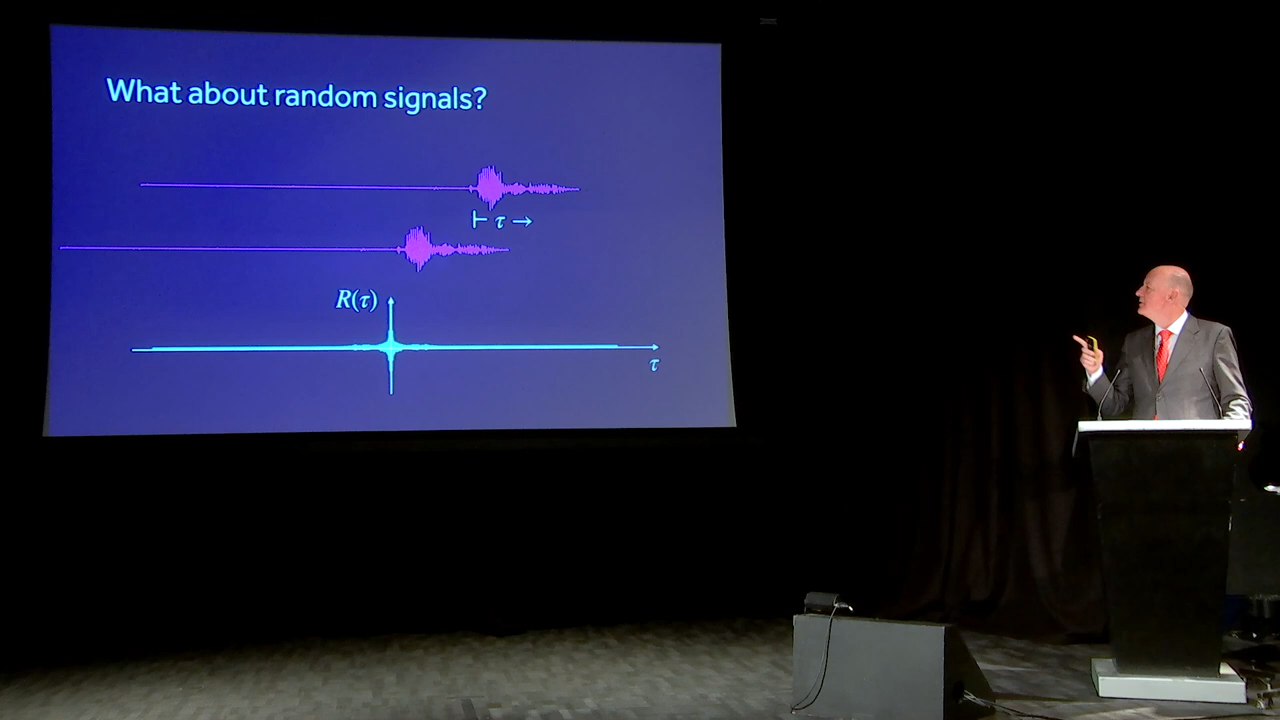 What about random signals?
⊢ τ →
R(τ)
τ